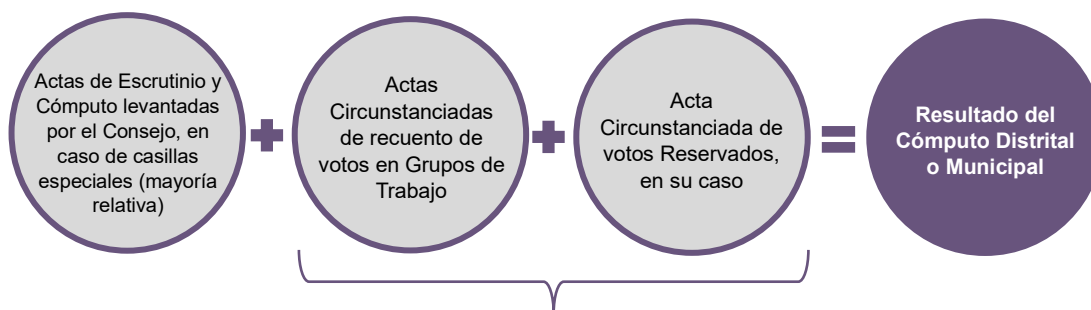 Actas de Escrutinio y
Cómputo levantadas
por el Consejo, en
caso de casillas
especiales (mayoría
relativa)
Actas
Circunstanciadas
de recuento de
votos en Grupos de
Trabajo
Acta
Circunstanciada de
votos Reservados,
en su caso
Resultado del
Cómputo Distrital
o Municipal